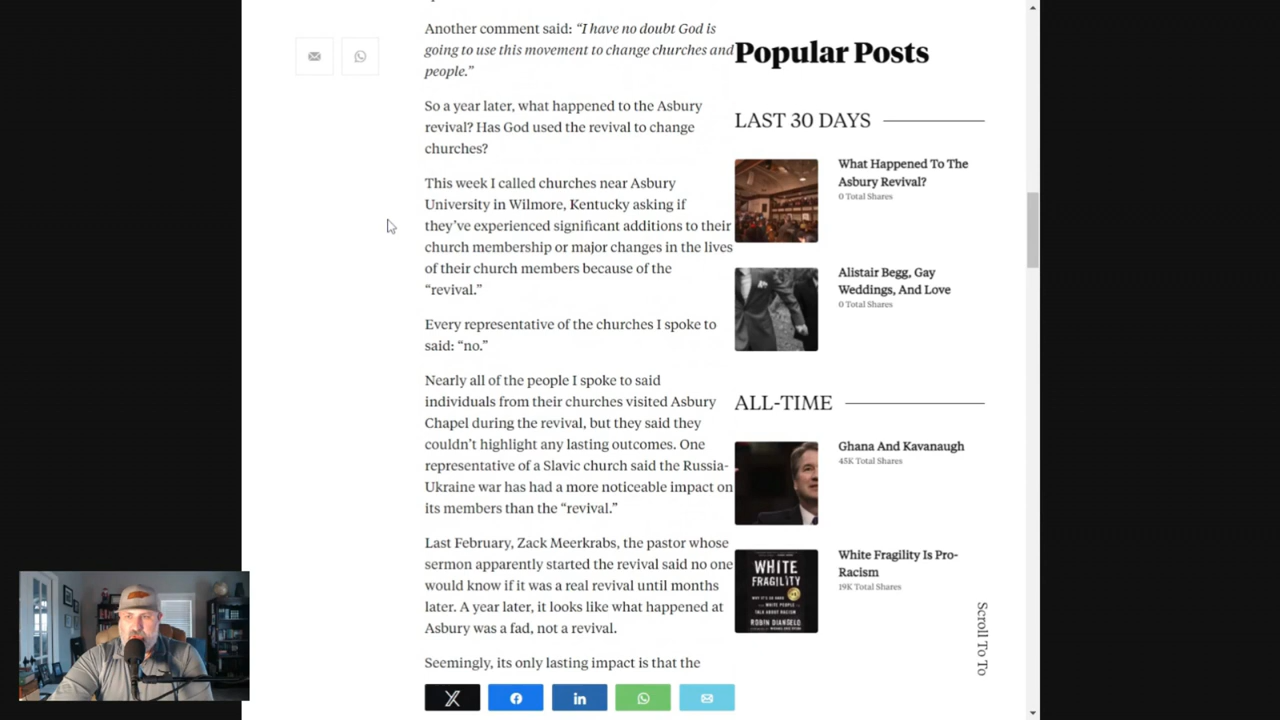 Another comment said: “I have no doubt God is
going to use this movement to change churches and
people.”
So a year later, what happened to the Asbury
revival? Has God used the revival to change
churches?
This week I called churches near Asbury
University in Wilmore, Kentucky asking if
they’ve experienced significant additions to their
church membership or major changes in the lives
of their church members because of the
“revival.”
Every representative of the churches I spoke to
said: “no.”
Nearly all of the people I spoke to said
individuals from their churches visited Asbury
Chapel during the revival, but they said they
couldn’t highlight any lasting outcomes. One
representative of a Slavic church said the Russia-
Ukraine war has had a more noticeable impact on
its members than the “revival.”
Last February, Zack Meerkrabs, the pastor whose
sermon apparently started the revival said no one
would know if it was a real revival until months
later. A year later, it looks like what happened at
Asbury was a fad, not a revival.
Seemingly, its only lasting impact is that the
Popular Posts
LAST 30 DAYS
What Happened To The
Asbury Revival?
0 Total Shares
Alistair Begg, Gay
Weddings, And Love
0 Total Shares
ALL-TIME
Ghana And Kavanaugh
45K Total Shares
WHITE
FRAGILITY
ROBIN DIANGELO
White Fragility Is Pro-
Racism
19K Total Shares
Scroll To To